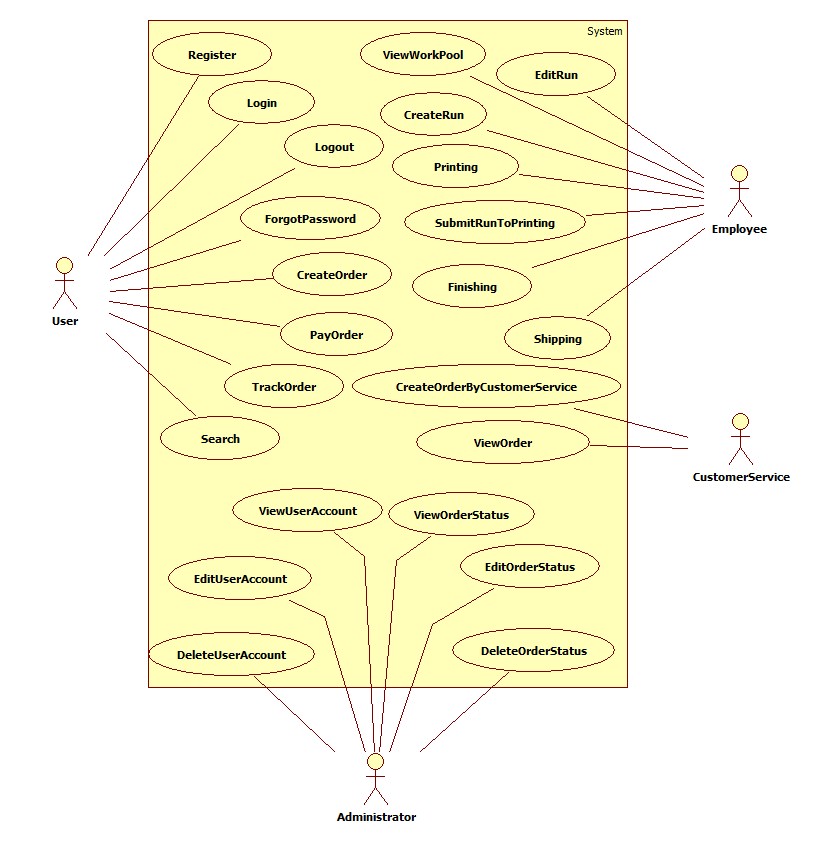 System
Register
ViewWorkPool
EditRun
Login
CreateRun
Logout
Printing
ForgotPassword
SubmitRunToPrinting
Employee
CreateOrder
Finishing
User
PayOrder
Shipping
TrackOrder
CreateOrderByCustomerService
Search
ViewOrder
CustomerService
ViewUserAccount
ViewOrderStatus
EditUserAccount
EditOrderStatus
DeleteUserAccount
DeleteOrderStatus
Administrator